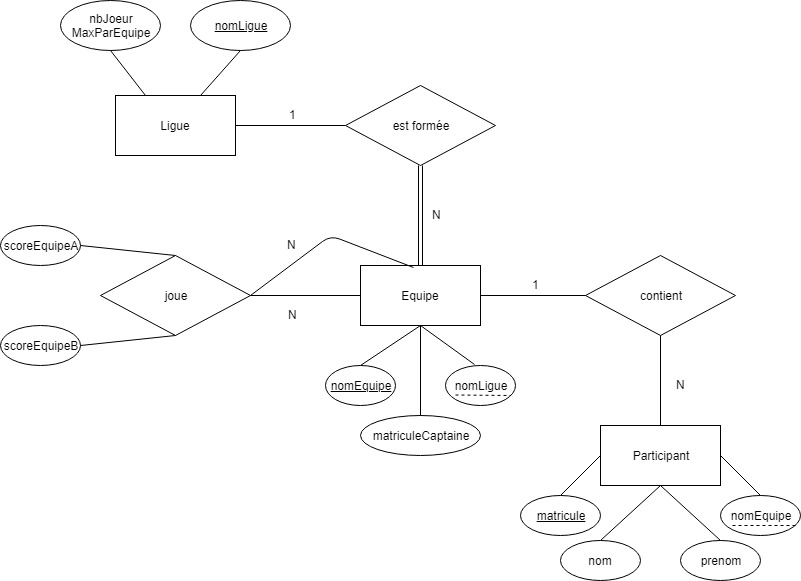 nbJoeur
MaxParEquipe
nomLigue
Ligue
1
est formée
N
scoreEquipeA
N
joue
Equipe
1
contient
N
scoreEquipeB
nomEquipe
nomLigue
N
matriculeCaptaine
Participant
matricule
nomEquipe
nom
prenom